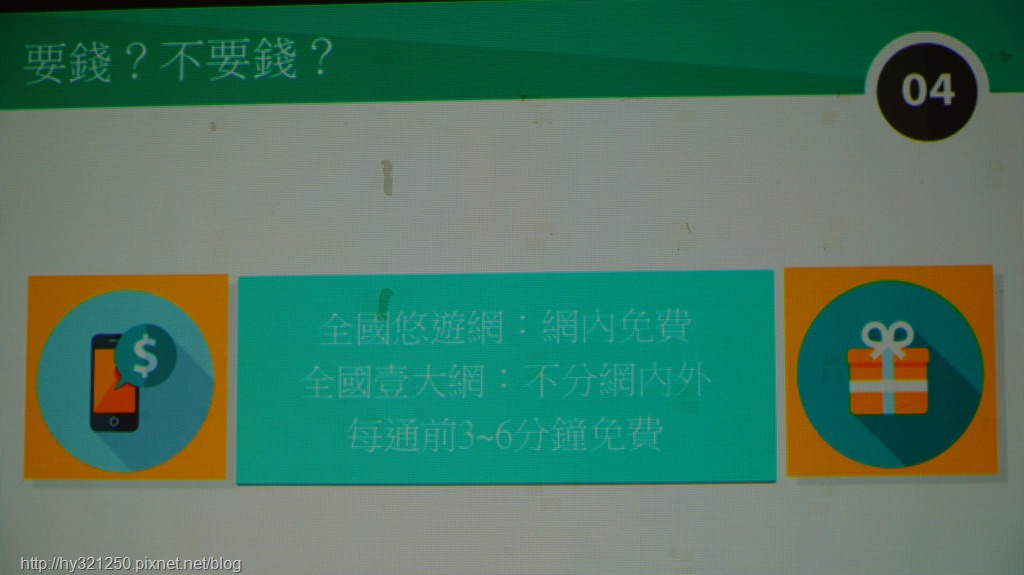 要錢？不要錢？
04
$
全國悠遊網：網內免費
全國壹大網：不分網內外
每通前3~6分鐘免費
http://hy321250.pixnet.net/blog